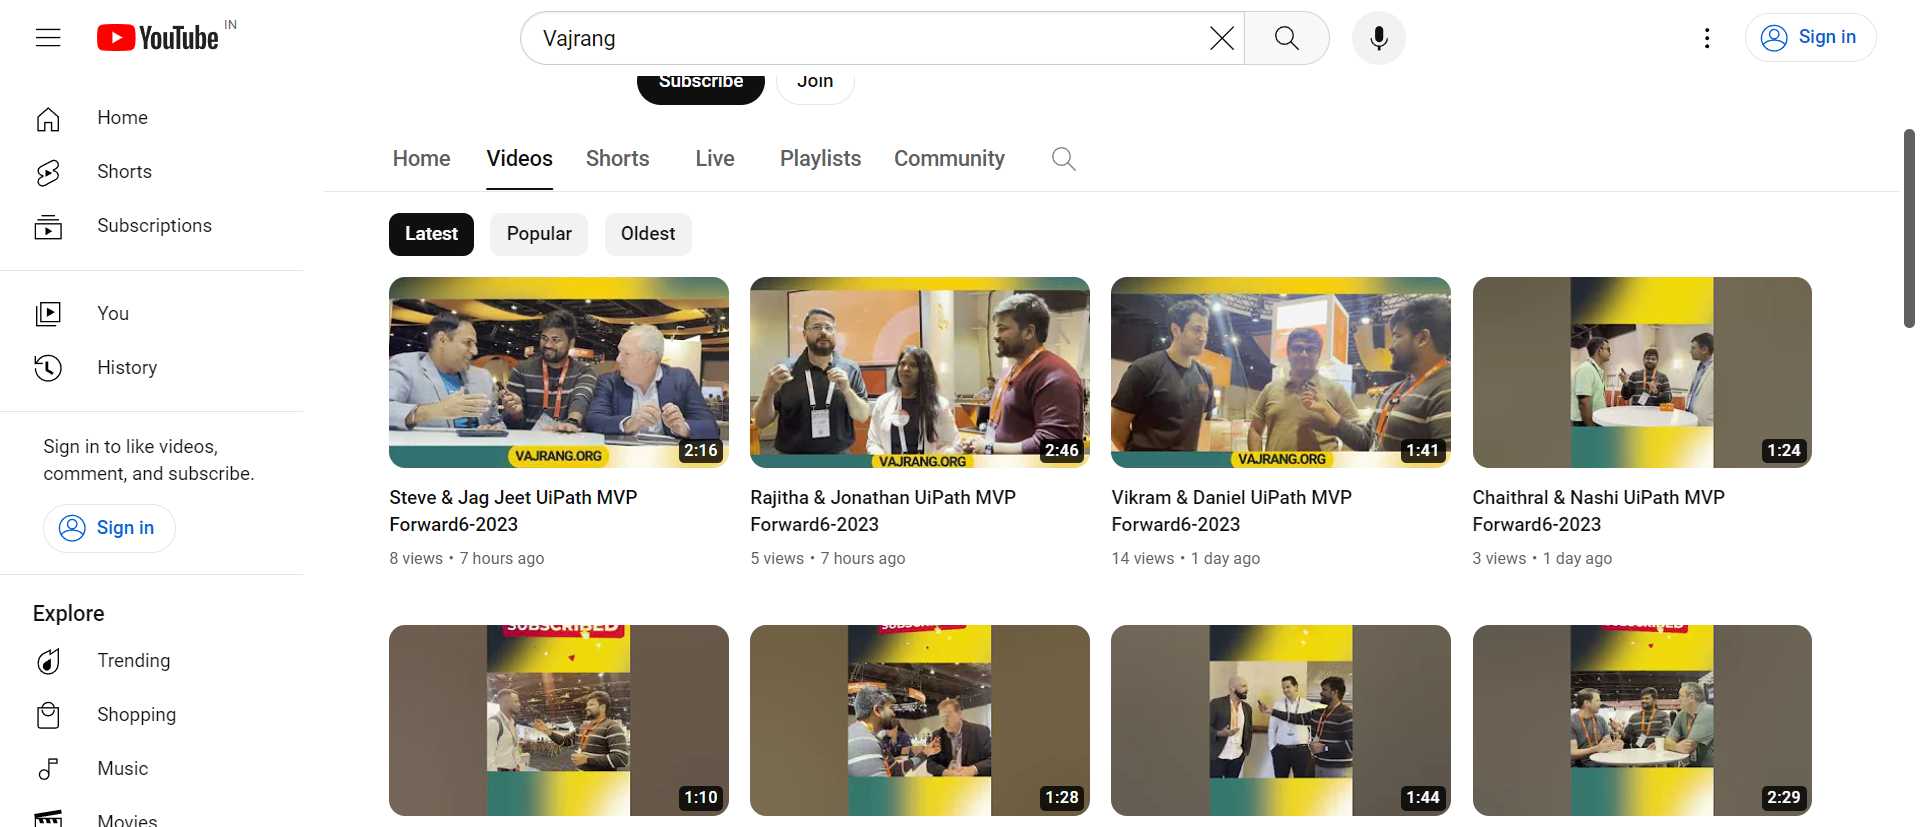 YouTube IN
Vajrang
Sign in
Subscribe
Join
Home
Shorts
Subscriptions
You
History
Sign in to like videos,
comment, and subscribe.
Sign in
Explore
Trending
Shopping
Music
Movies
Home Videos Shorts Live Playlists Community
Latest Popular Oldest
VAJRANG.ORG
2:16
VAJRANG.ORG
2:46
VAJRANG.ORG
1:41
1:24
Steve & Jag Jeet UiPath MVP
Forward6-2023
8 views • 7 hours ago
Rajitha & Jonathan UiPath MVP
Forward6-2023
5 views • 7 hours ago
Vikram & Daniel UiPath MVP
Forward6-2023
14 views • 1 day ago
Chaithral & Nashi UiPath MVP
Forward6-2023
3 views • 1 day ago
SUBSCRIBED
1:10
1:28
1:44
2:29